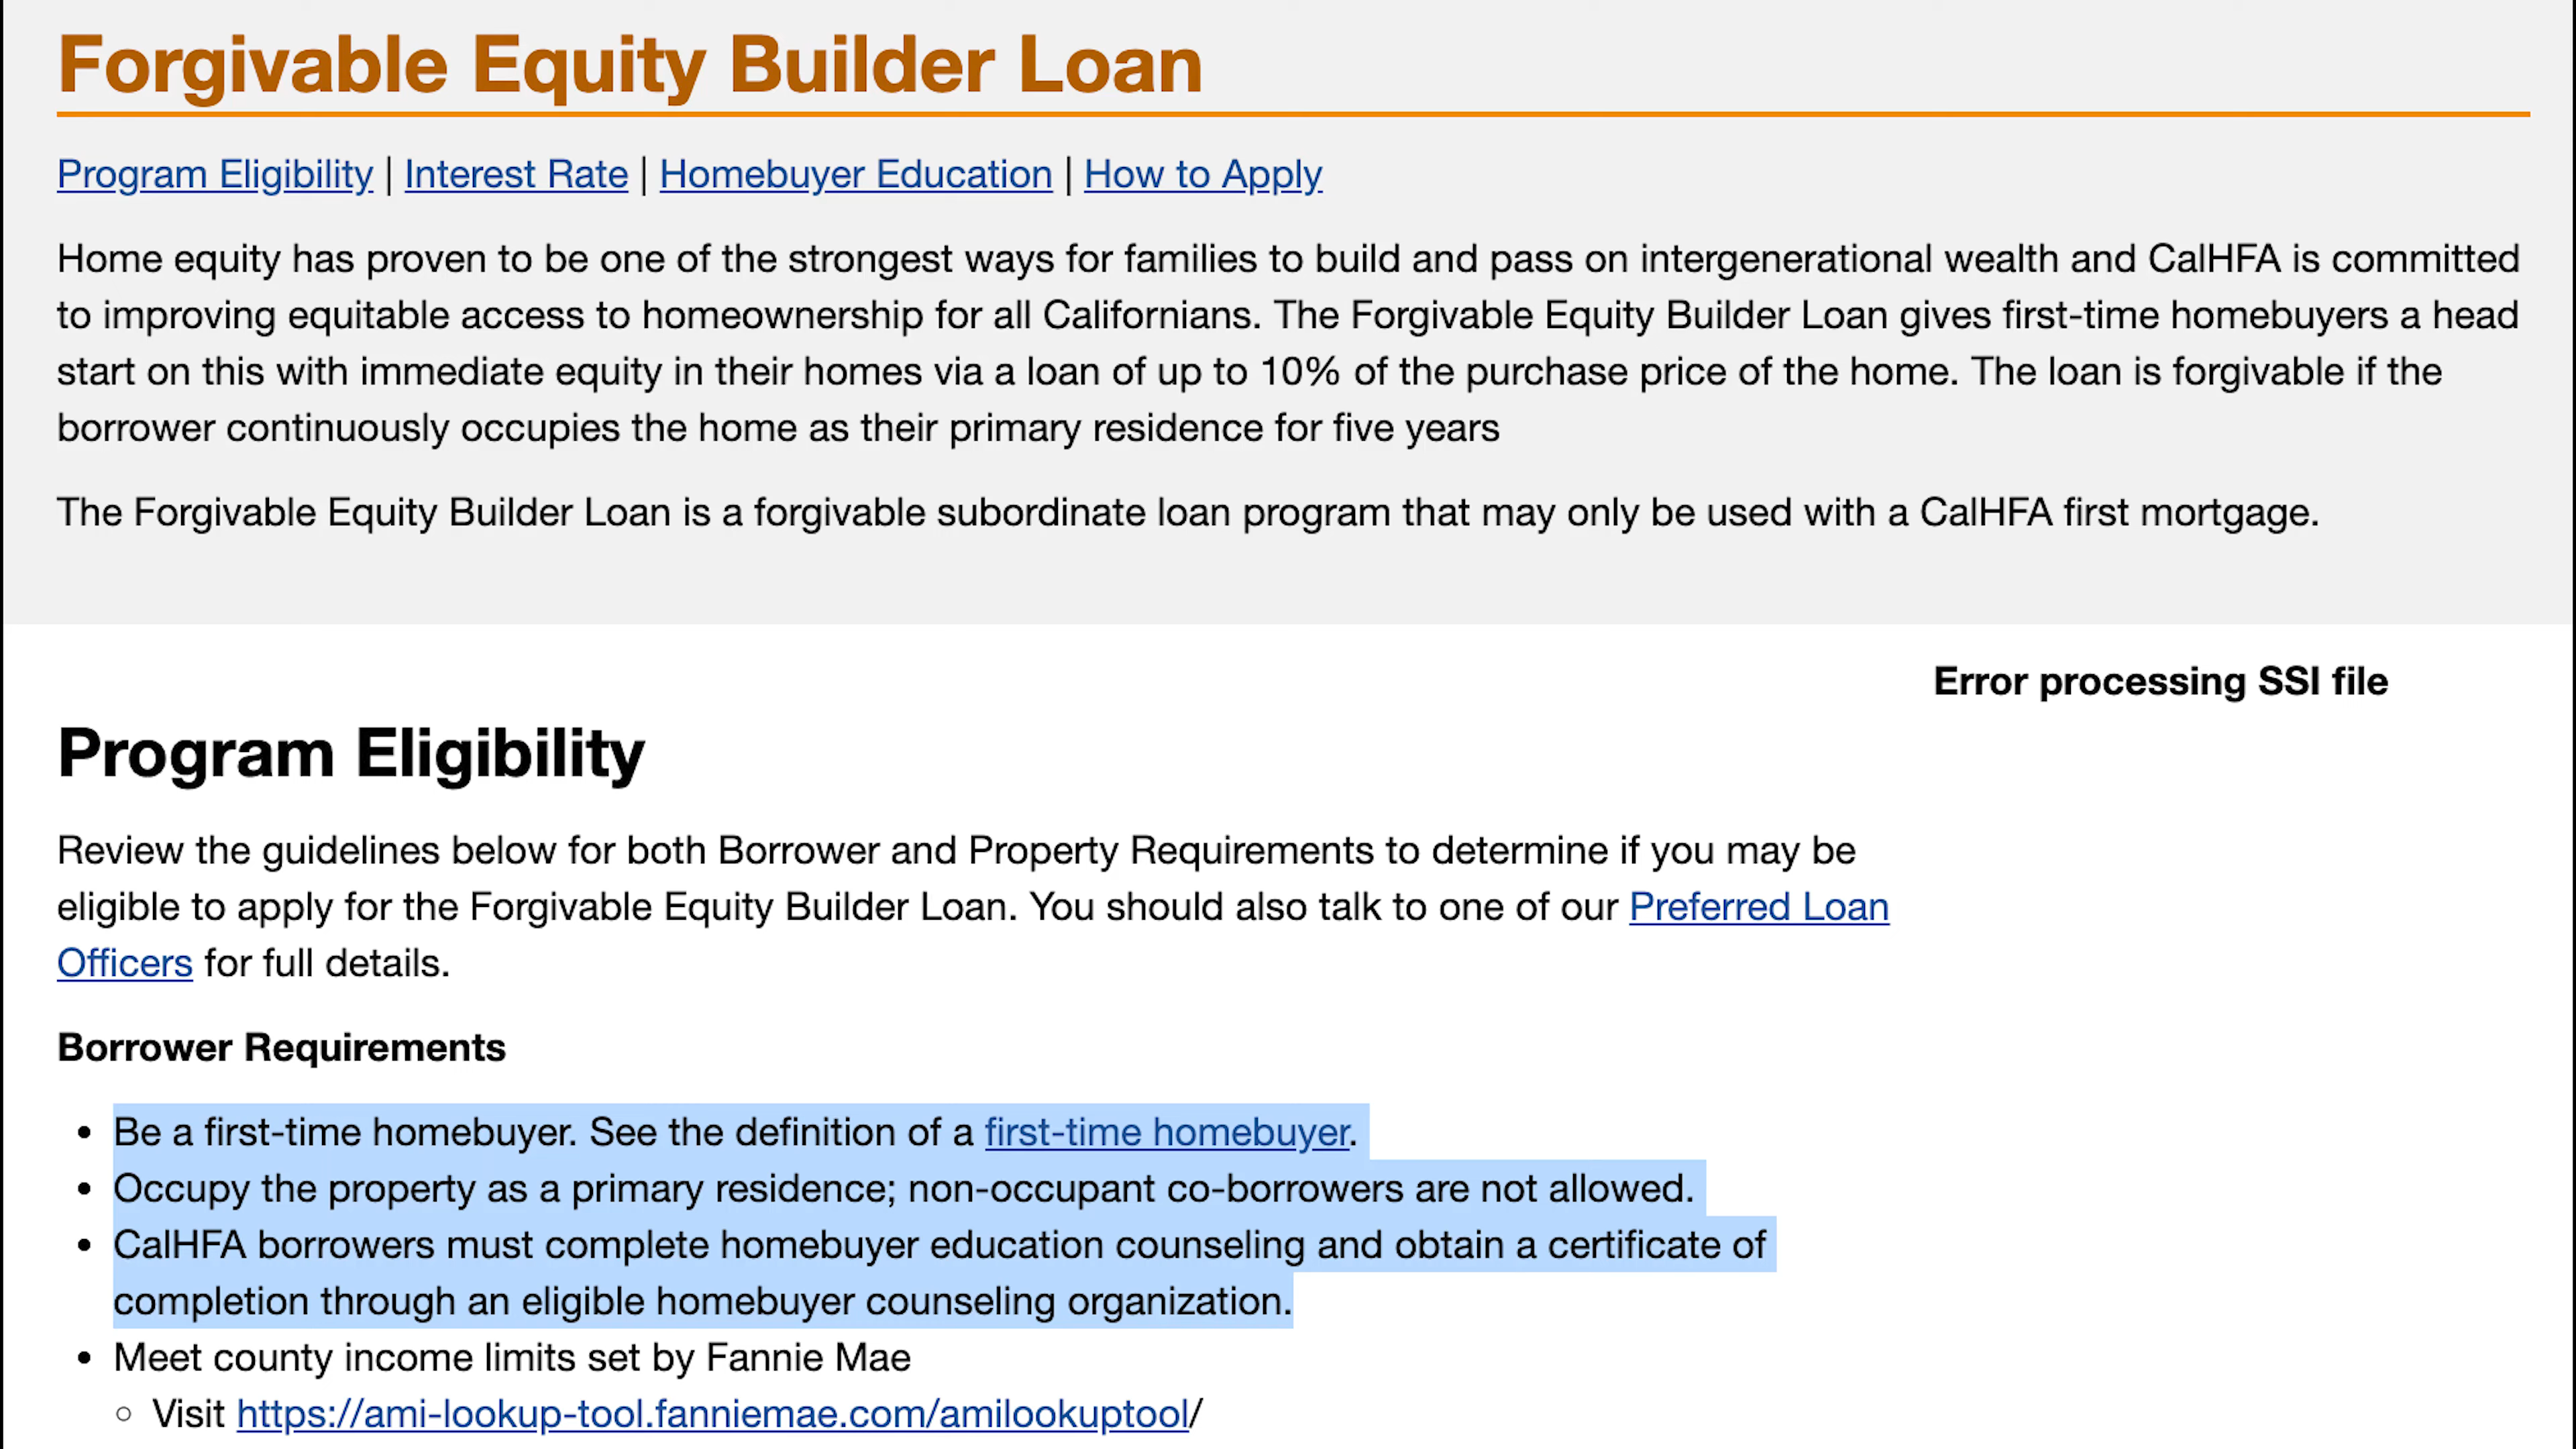 Forgivable Equity Builder Loan
Program Eligibility | Interest Rate | Homebuyer Education | How to Apply
Home equity has proven to be one of the strongest ways for families to build and pass on intergenerational wealth and CalHFA is committed
to improving equitable access to homeownership for all Californians. The Forgivable Equity Builder Loan gives first-time homebuyers a head
start on this with immediate equity in their homes via a loan of up to 10% of the purchase price of the home. The loan is forgivable if the
borrower continuously occupies the home as their primary residence for five years
The Forgivable Equity Builder Loan is a forgivable subordinate loan program that may only be used with a CalHFA first mortgage.
Error processing SSI file
Program Eligibility
Review the guidelines below for both Borrower and Property Requirements to determine if you may be
eligible to apply for the Forgivable Equity Builder Loan. You should also talk to one of our Preferred Loan
Officers for full details.
Borrower Requirements
• Be a first-time homebuyer. See the definition of a first-time homebuyer.
• Occupy the property as a primary residence; non-occupant co-borrowers are not allowed.
• CalHFA borrowers must complete homebuyer education counseling and obtain a certificate of
completion through an eligible homebuyer counseling organization.
• Meet county income limits set by Fannie Mae
○ Visit https://ami-lookup-tool.fanniemae.com/amilookuptool/